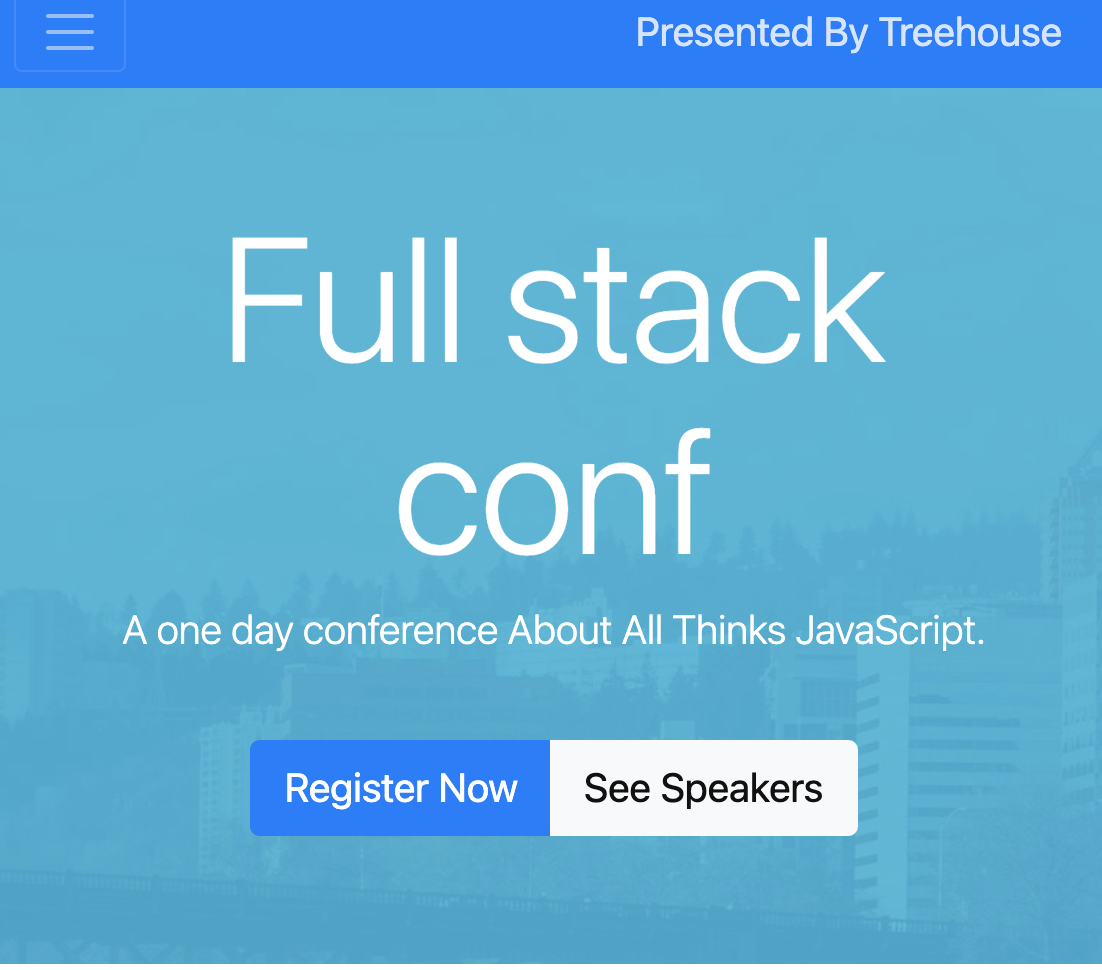 Presented By Treehouse
Full stack
conf
A one day conference About All Thinks JavaScript.
Register Now
See Speakers